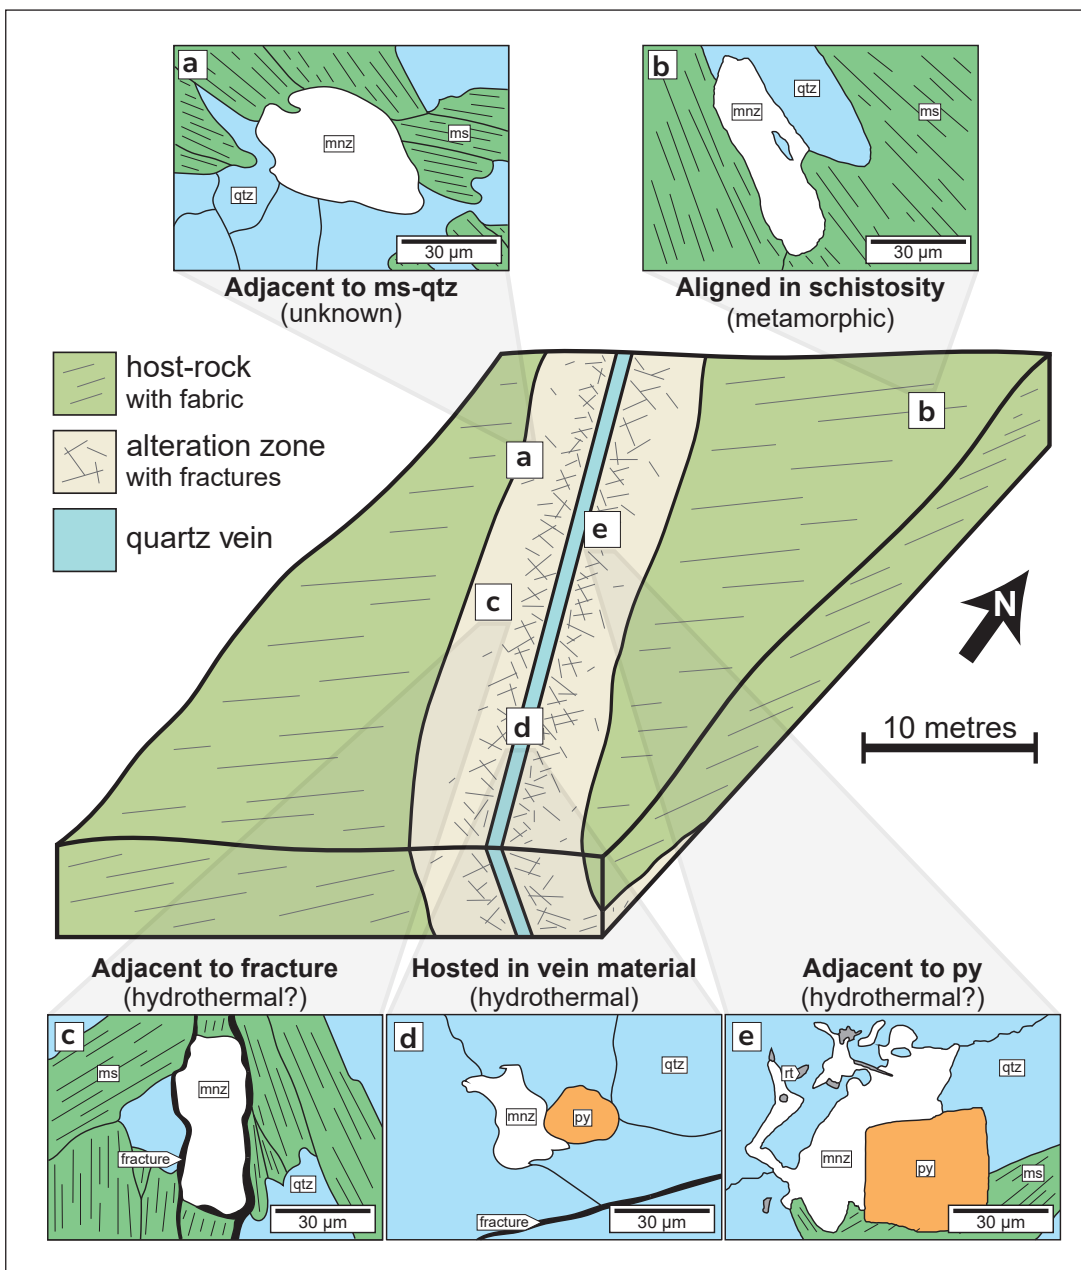 a
mnz
ms
qtz
30 µm
Adjacent to ms-qtz
(unknown)
b
qtz
mnz
ms
30 µm
Aligned in schistosity
(metamorphic)
host-rock
with fabric
alteration zone
with fractures
quartz vein
a
b
c
d
e
N
10 metres
Adjacent to fracture
(hydrothermal?)
c
ms
mnz
fracture
qtz
30 µm
Hosted in vein material
(hydrothermal)
d
qtz
mnz
py
fracture
30 µm
Adjacent to py
(hydrothermal?)
e
rt
qtz
mnz
py
ms
30 µm